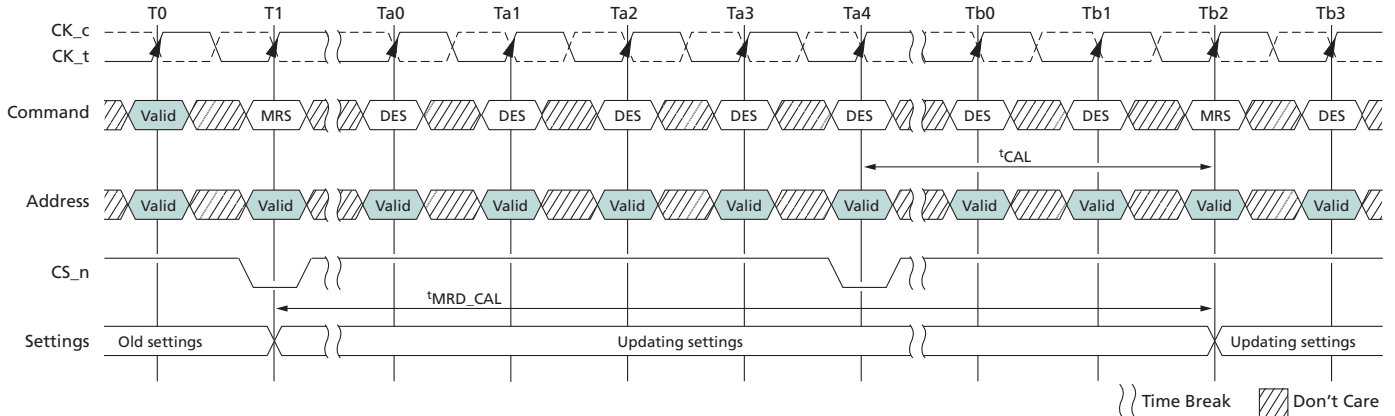 T0 T1 Ta0 Ta1 Ta2 Ta3 Ta4 Tb0 Tb1 Tb2 Tb3
CK_c
CK_t
Command Valid MRS DES DES DES DES DES DES DES MRS DES
tCAL
Address Valid Valid Valid Valid Valid Valid Valid Valid Valid Valid Valid
CS_n
tMRD_CAL
Settings Old settings Updating settings Updating settings
Time Break Don't Care